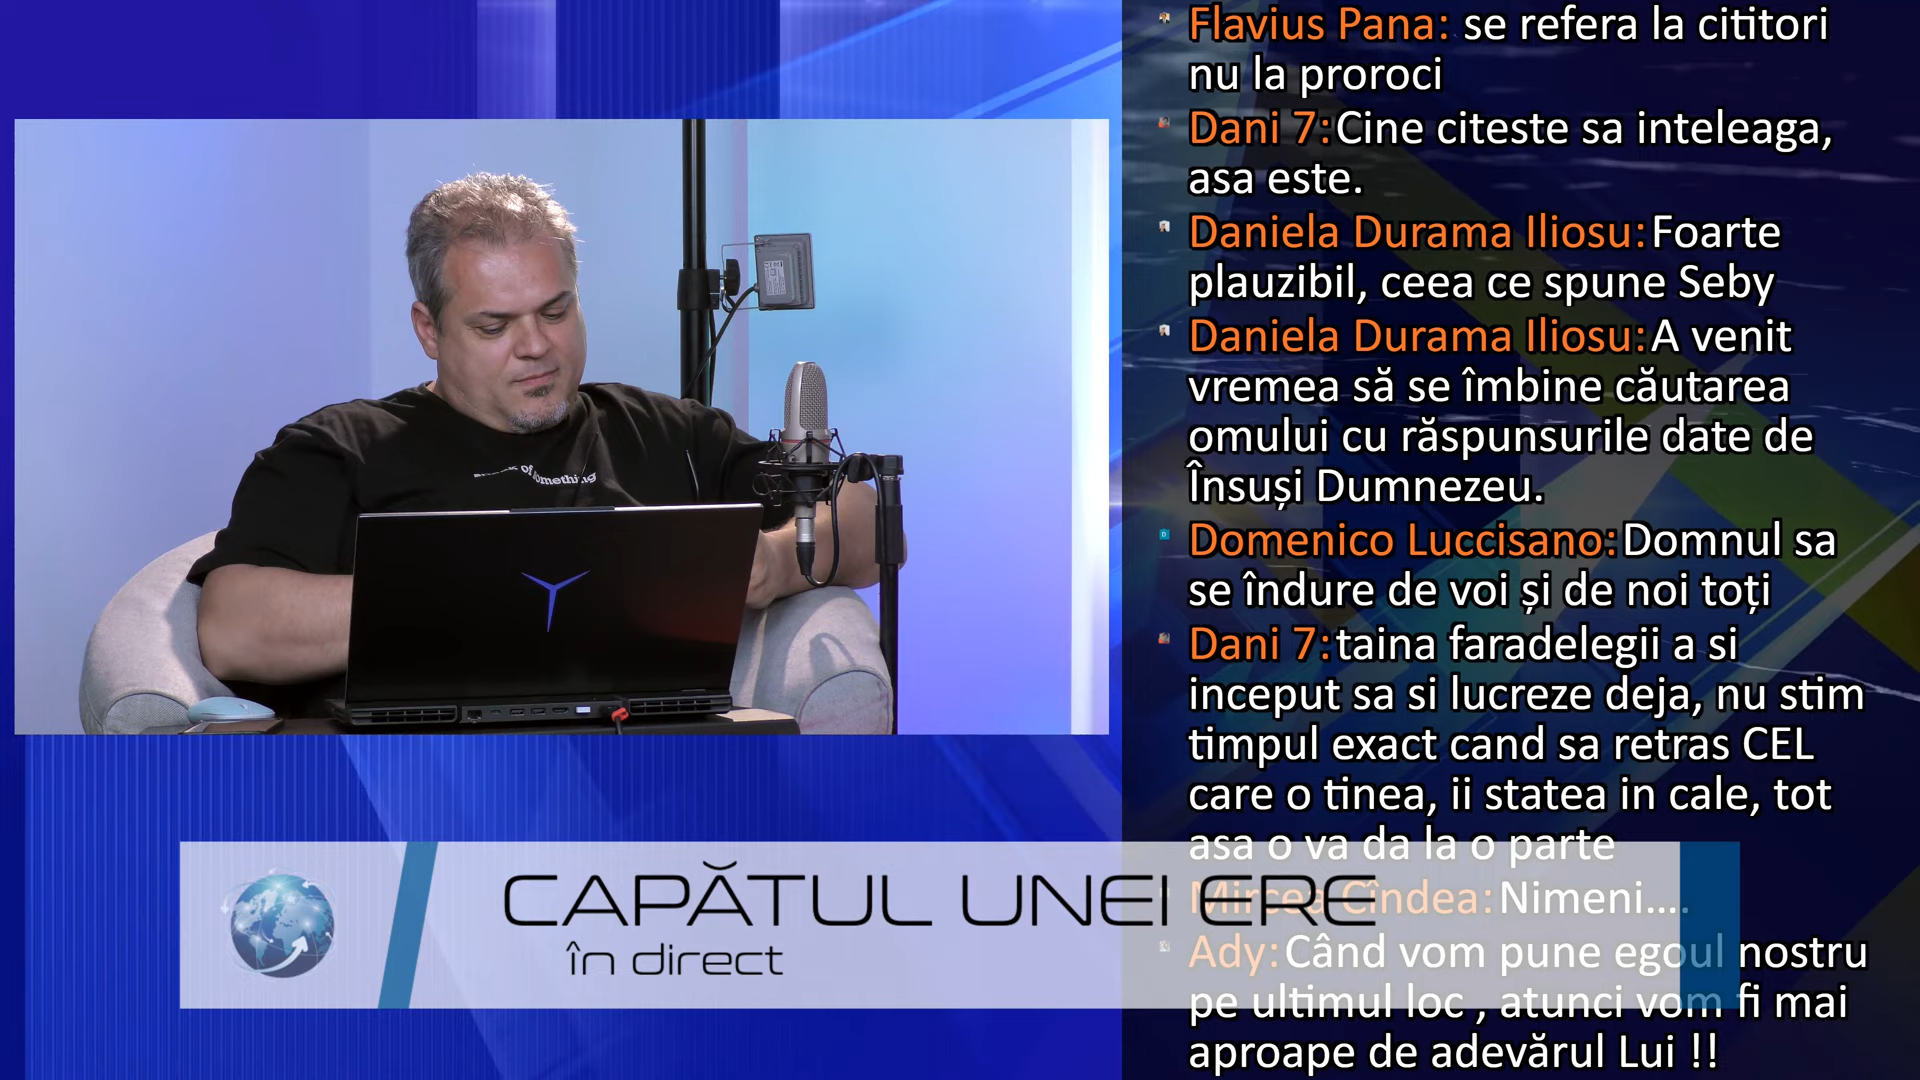 Flavius Pana: se refera la cititori
nu la proroci
Dani 7: Cine citeste sa inteleaga,
asa este.
Daniela Durama Iliosu: Foarte
plauzibil, ceea ce spune Seby
Daniela Durama Iliosu: A venit
vremea să se îmbine căutarea
omului cu răspunsurile date de
Însuși Dumnezeu.
Domenico Luccisano: Domnul sa
se îndure de voi și de noi toți
Dani 7: taina faradelegii a si
inceput sa si lucreze deja, nu stim
timpul exact cand sa retras CEL
care o tinea, ii statea in cale, tot
asa o va da la o parte
Mircea Cîndea: Nimeni....
Ady: Când vom pune egoul nostru
pe ultimul loc , atunci vom fi mai
aproape de adevărul Lui !!
CAPĂTUL UNEI ERE
în direct
of something